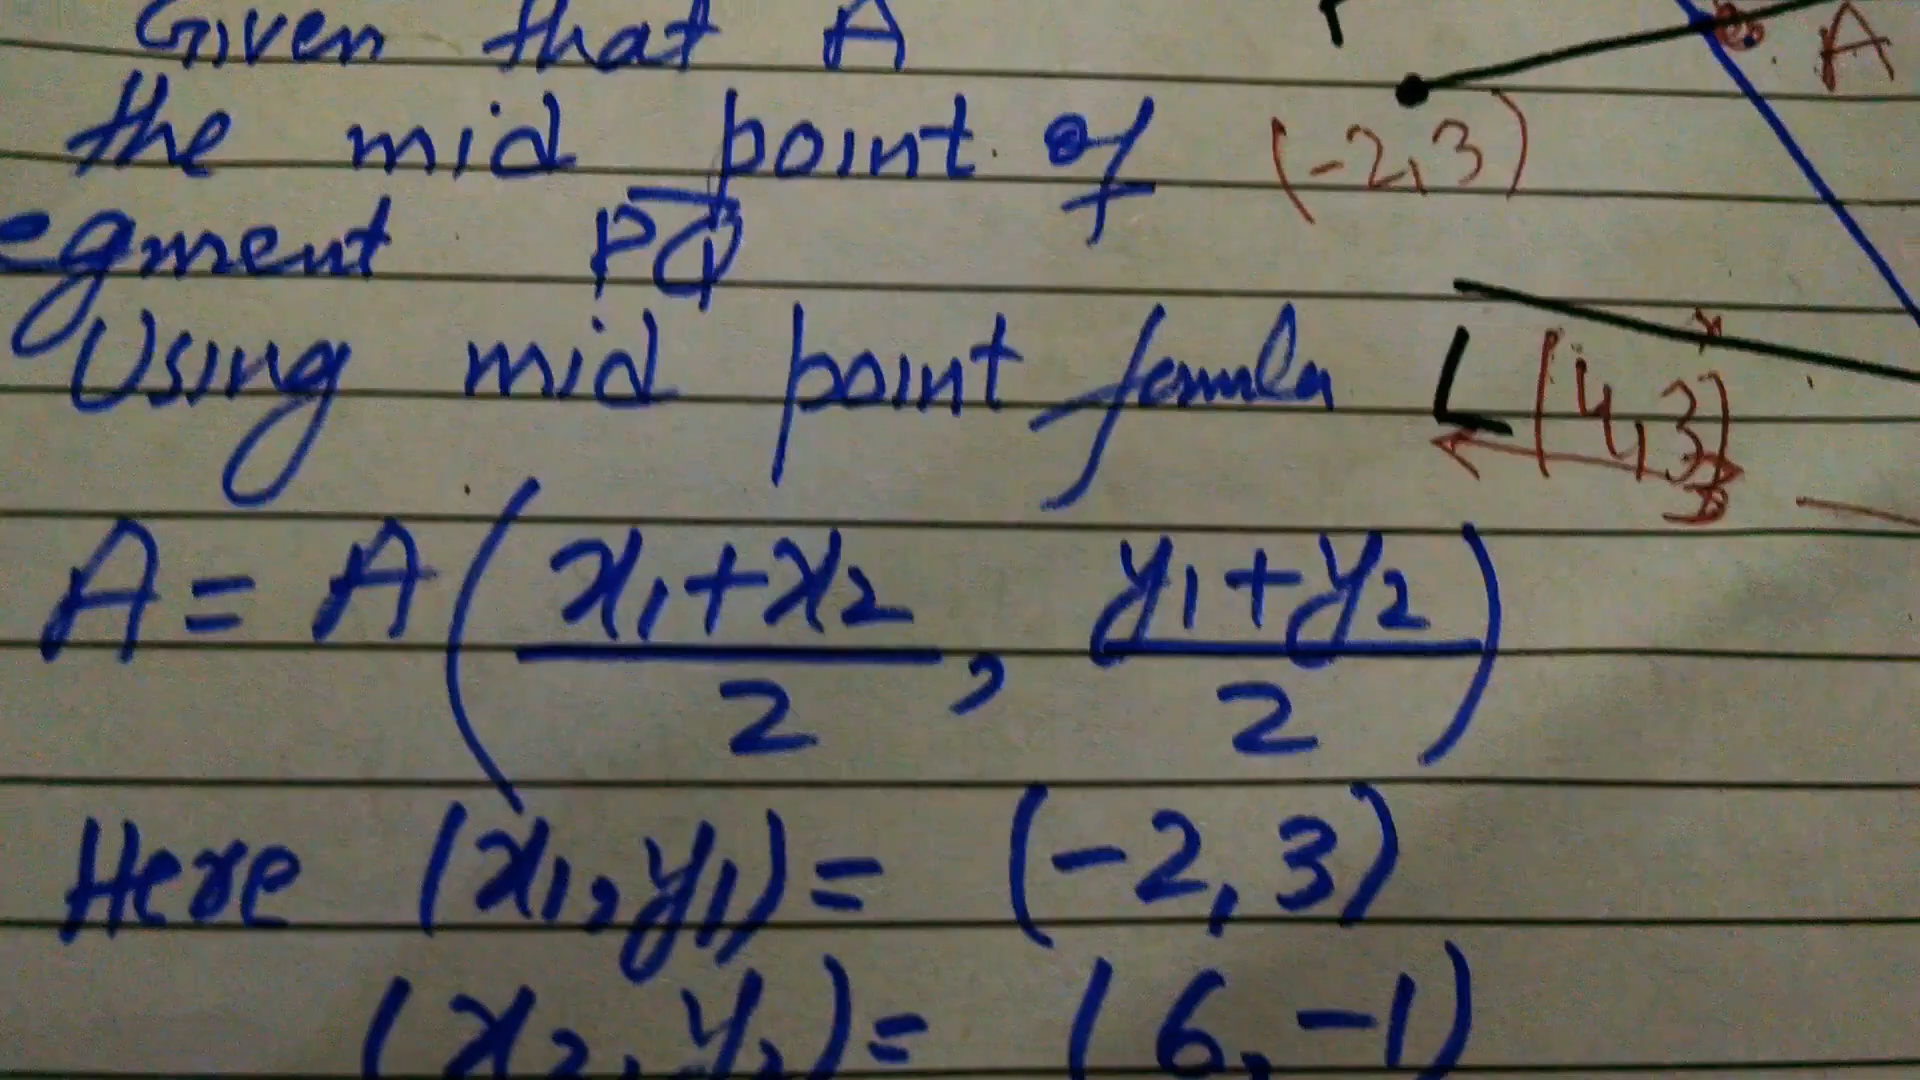 Given that A
the mid point of
egment PQ
Using mid point fomula
A = A ( x1+x2 / 2 , y1+y2 / 2 )
Here (x1, y1) = (-2, 3)
(x2, y2) = (6, -1)
A
(-2, 3)
L (4, 3)